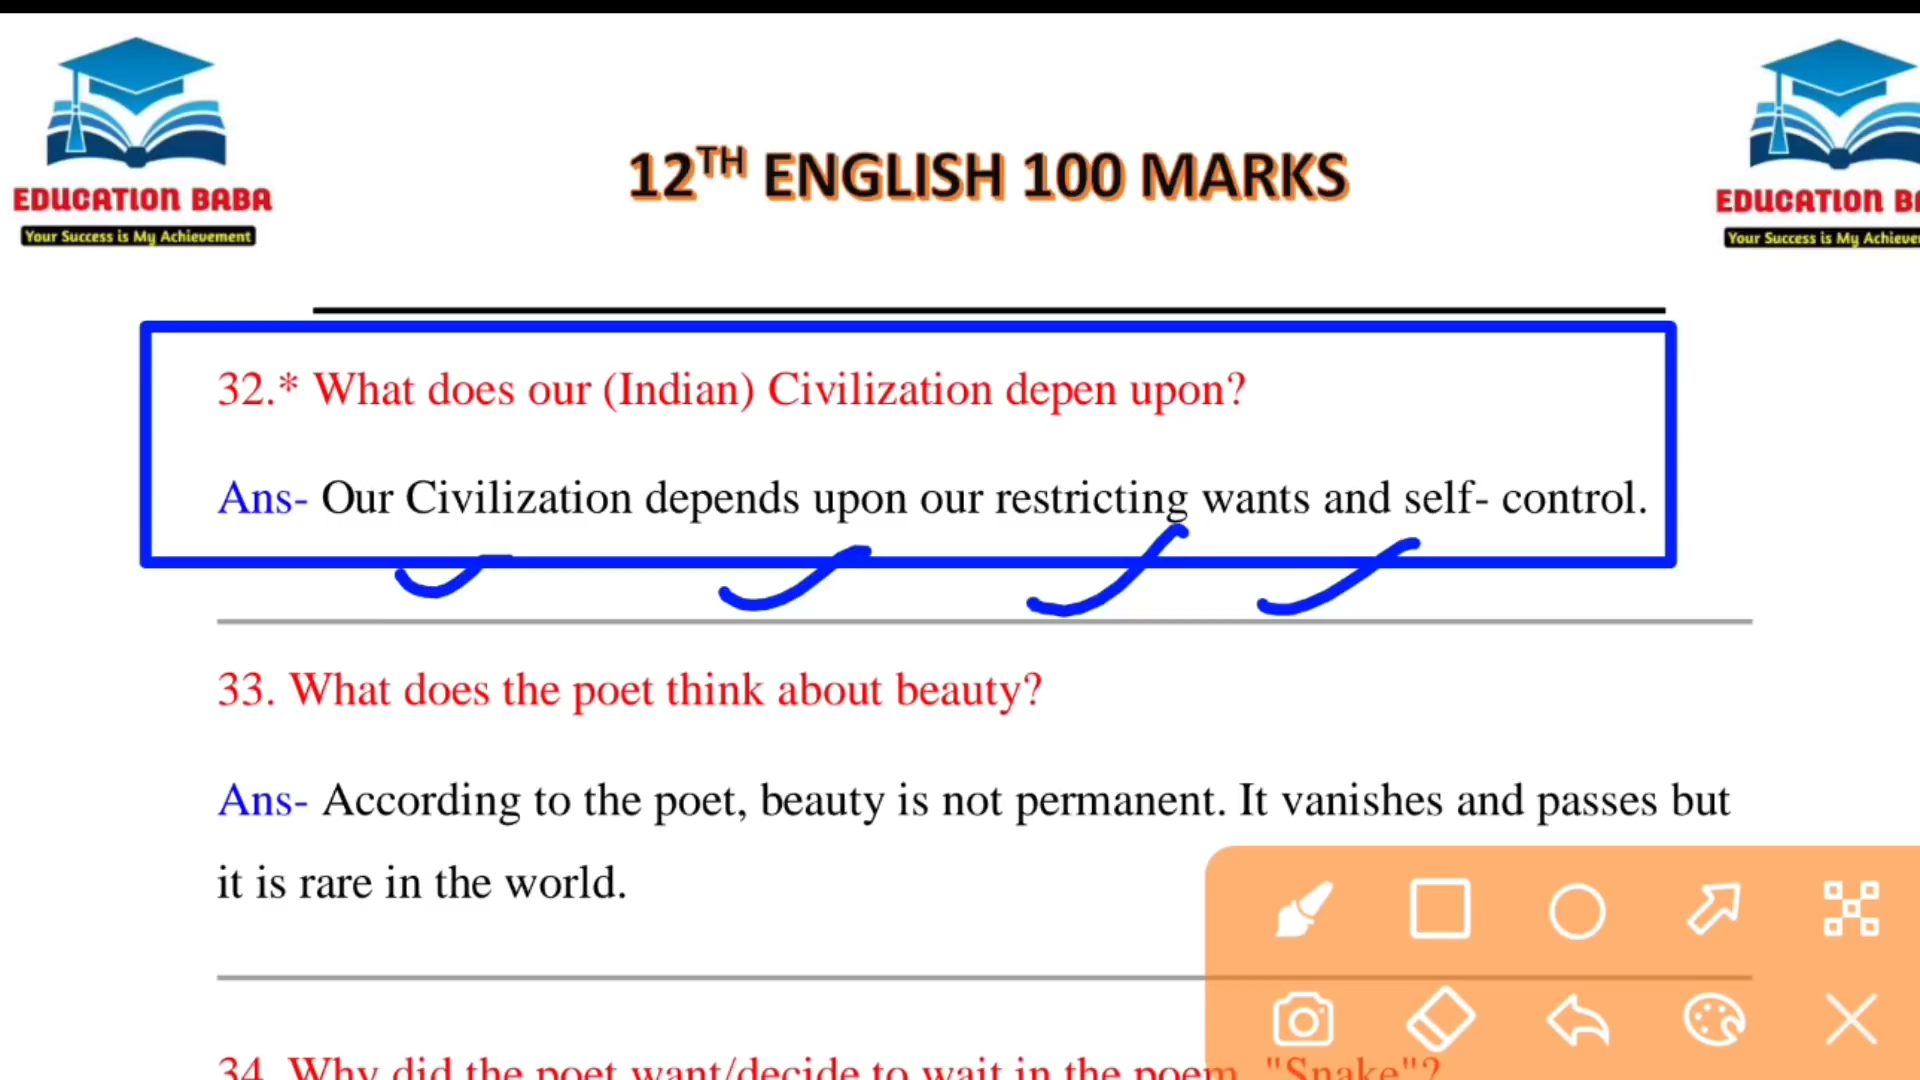 EDUCATION BABA
Your Success is My Achievement
12TH ENGLISH 100 MARKS
EDUCATION BA
Your Success is My Achieve
32.* What does our (Indian) Civilization depen upon?
Ans- Our Civilization depends upon our restricting wants and self- control.
33. What does the poet think about beauty?
Ans- According to the poet, beauty is not permanent. It vanishes and passes but
it is rare in the world.
34. Why did the poet want/decide to wait in the poem, "Snake"?